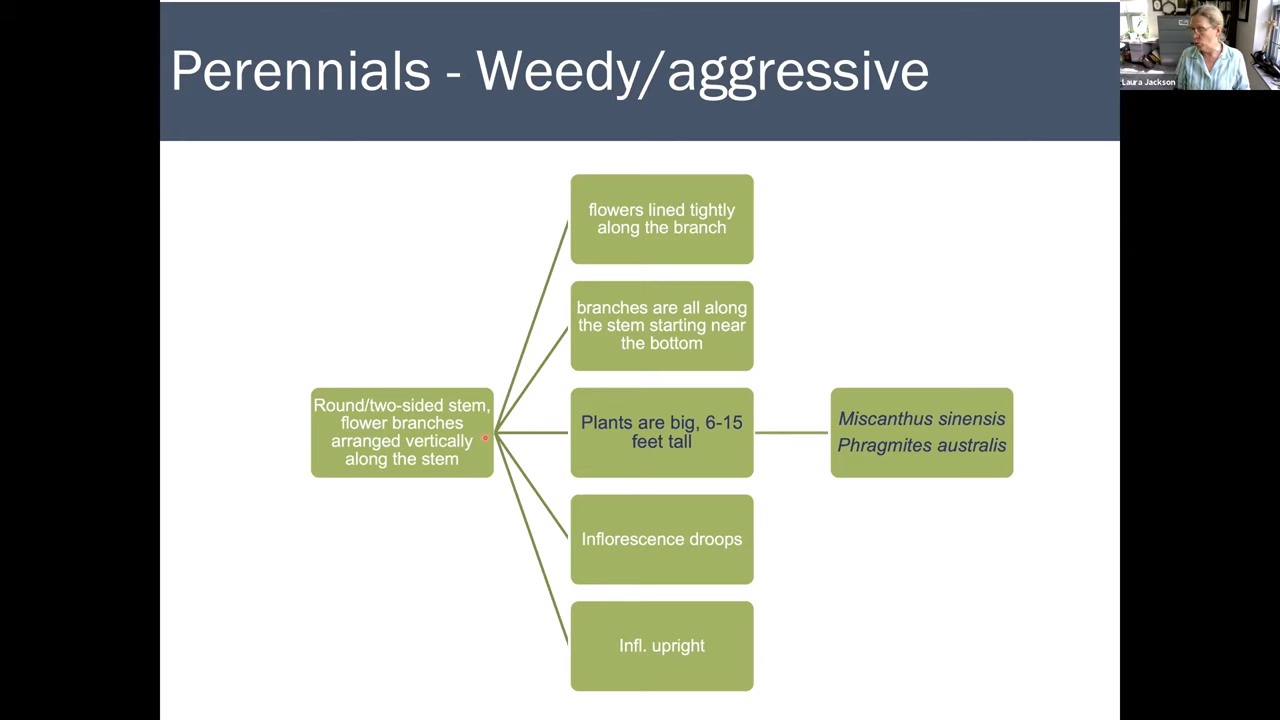 Perennials - Weedy/aggressive
Laura Jackson
flowers lined tightly
along the branch
branches are all along
the stem starting near
the bottom
Round/two-sided stem,
flower branches
arranged vertically
along the stem
Plants are big, 6-15
feet tall
Miscanthus sinensis
Phragmites australis
Inflorescence droops
Infl. upright